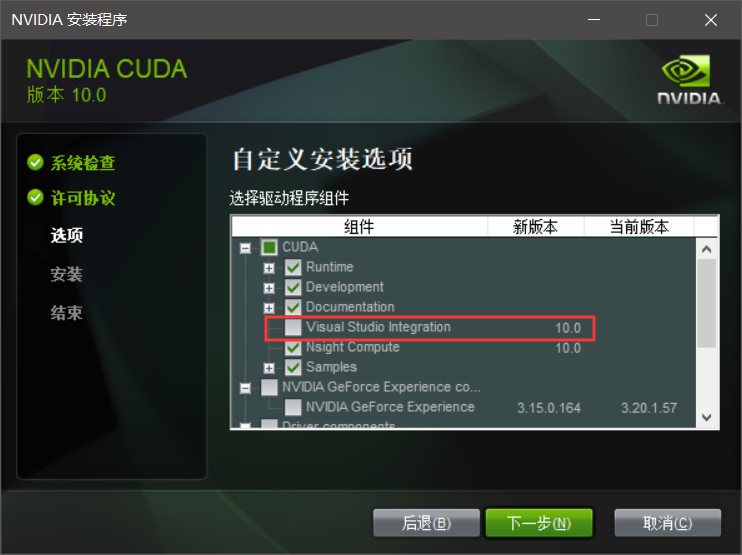 NVIDIA 安装程序
NVIDIA CUDA
版本 10.0
nVIDIA.
系统检查
许可协议
选项
安装
结束
自定义安装选项
选择驱动程序组件
组件 新版本 当前版本
CUDA
Runtime
Development
Documentation
Visual Studio Integration 10.0
Nsight Compute 10.0
Samples
NVIDIA GeForce Experience co...
NVIDIA GeForce Experience 3.15.0.164 3.20.1.57
Driver components
后退(B) 下一步(N) 取消(C)